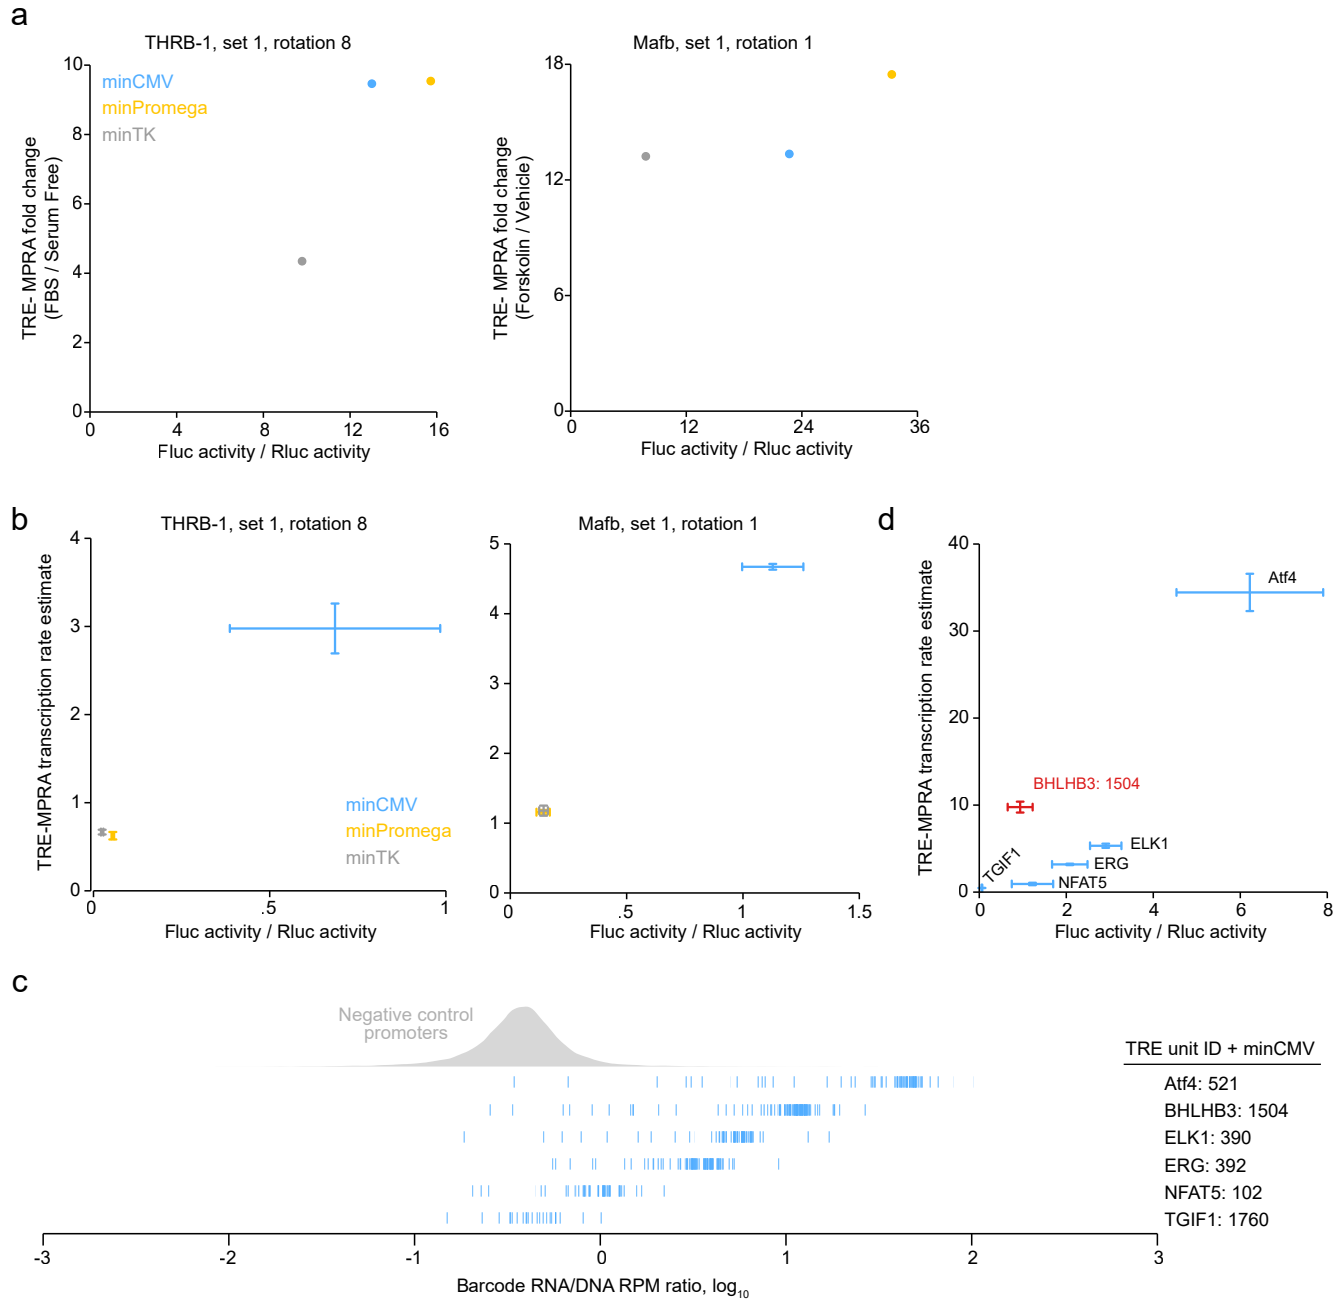 a
THRB-1, set 1, rotation 8
10
8
6
4
2
0
TRE- MPRA fold change
(FBS / Serum Free)
minCMV
minPromega
minTK
0 4 8 12 16
Fluc activity / Rluc activity
Mafb, set 1, rotation 1
18
12
6
0
TRE- MPRA fold change
(Forskolin / Vehicle)
0 12 24 36
Fluc activity / Rluc activity
b
THRB-1, set 1, rotation 8
4
3
2
1
0
TRE-MPRA transcription rate estimate
minCMV
minPromega
minTK
0 .5 1
Fluc activity / Rluc activity
Mafb, set 1, rotation 1
5
4
3
2
1
0
0 .5 1 1.5
Fluc activity / Rluc activity
d
40
30
20
10
0
TRE-MPRA transcription rate estimate
Atf4
BHLHB3: 1504
ELK1
ERG
NFAT5
TGIF1
0 2 4 6 8
Fluc activity / Rluc activity
c
Negative control
promoters
TRE unit ID + minCMV
Atf4: 521
BHLHB3: 1504
ELK1: 390
ERG: 392
NFAT5: 102
TGIF1: 1760
-3 -2 -1 0 1 2 3
Barcode RNA/DNA RPM ratio, log10